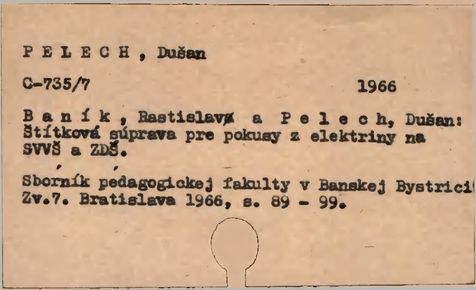 P E L E C H , Dušan
C-735/7 1966
B a n í k , Rastislav a P e l e c h, Dušan:
Štítková súprava pre pokusy z elektriny na
SVVŠ a ZDŠ.
Sborník pedagogickej fakulty v Banskej Bystrici
Zv.7. Bratislava 1966, s. 89 - 99.